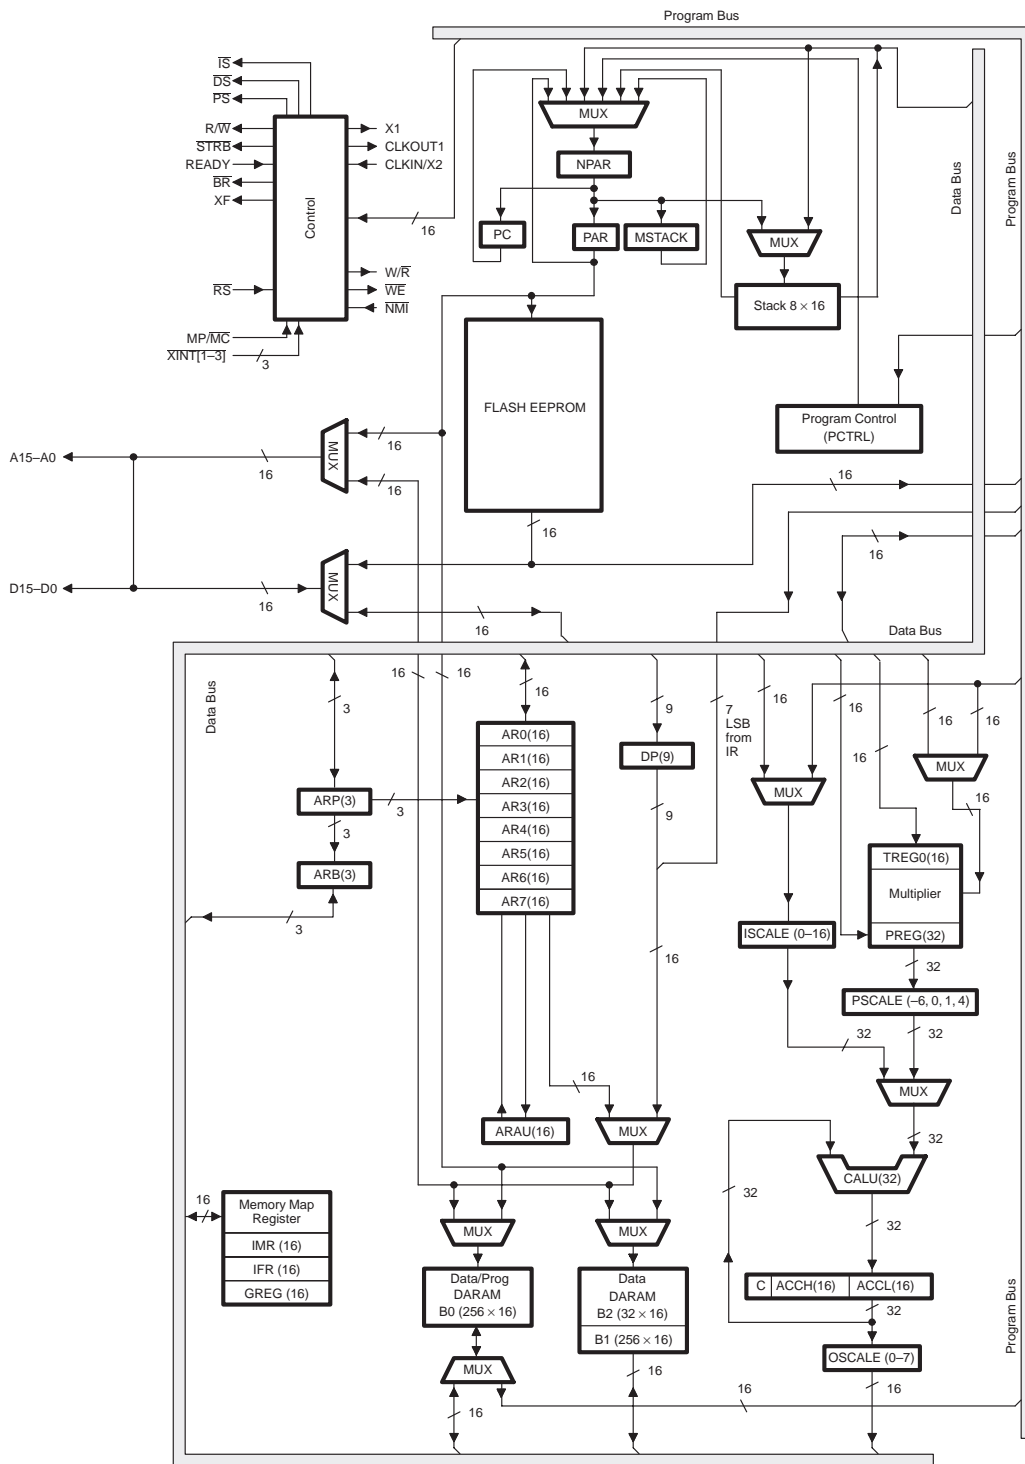 Program Bus
IS
DS
PS
R/W
STRB
READY
BR
XF
RS
MP/MC
XINT[1–3]
3
Control
X1
CLKOUT1
CLKIN/X2
16
W/R
WE
NMI
MUX
NPAR
PC
PAR
MSTACK
MUX
Stack 8 × 16
Data Bus
Program Bus
FLASH EEPROM
Program Control
(PCTRL)
A15–A0
16
MUX
16
16
16
16
D15–D0
16
MUX
16
16
Data Bus
Data Bus
3
16
16
16
9
7
LSB
from
IR
16
16
16
16
16
AR0(16)
AR1(16)
AR2(16)
AR3(16)
AR4(16)
AR5(16)
AR6(16)
AR7(16)
DP(9)
9
MUX
MUX
16
ARP(3)
3
3
ARB(3)
3
TREG0(16)
Multiplier
PREG(32)
ISCALE (0–16)
16
32
PSCALE (–6, 0, 1, 4)
32
32
MUX
16
ARAU(16)
MUX
32
CALU(32)
32
32
16
Memory Map
Register
IMR (16)
IFR (16)
GREG (16)
MUX
MUX
Data/Prog
DARAM
B0 (256 × 16)
Data
DARAM
B2 (32 × 16)
B1 (256 × 16)
C
ACCH(16)
ACCL(16)
32
OSCALE (0–7)
MUX
16
16
16
16
Program Bus